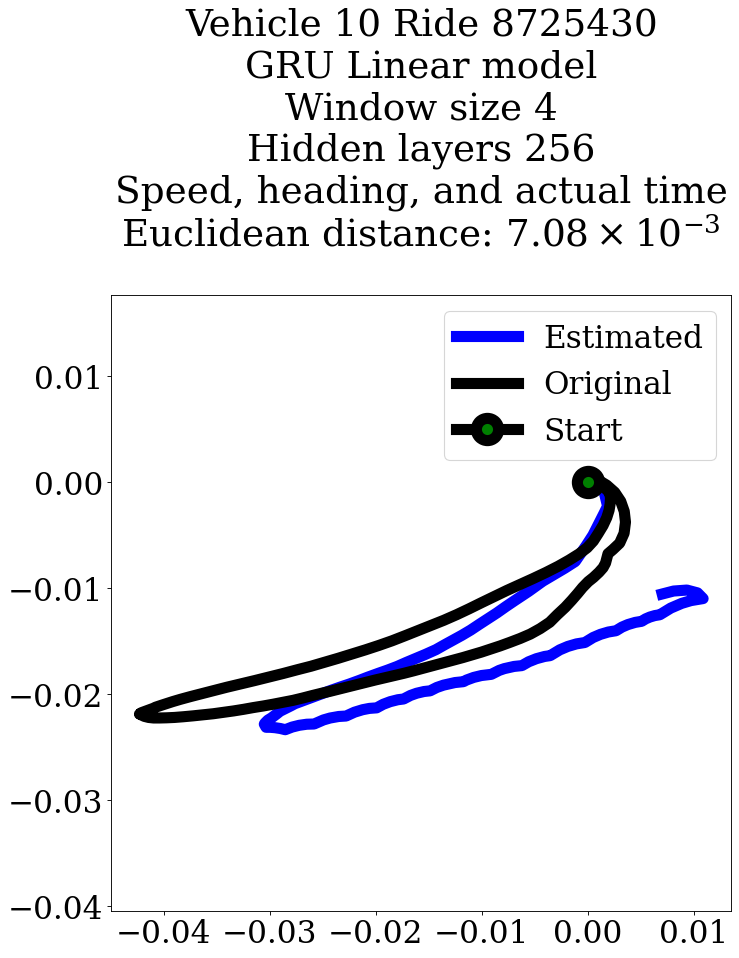 Vehicle 10 Ride 8725430
GRU Linear model
Window size 4
Hidden layers 256
Speed, heading, and actual time
Euclidean distance: 7.08 × 10⁻³
Estimated
Original
Start
0.01
0.00
−0.01
−0.02
−0.03
−0.04
−0.04 −0.03 −0.02 −0.01 0.00 0.01